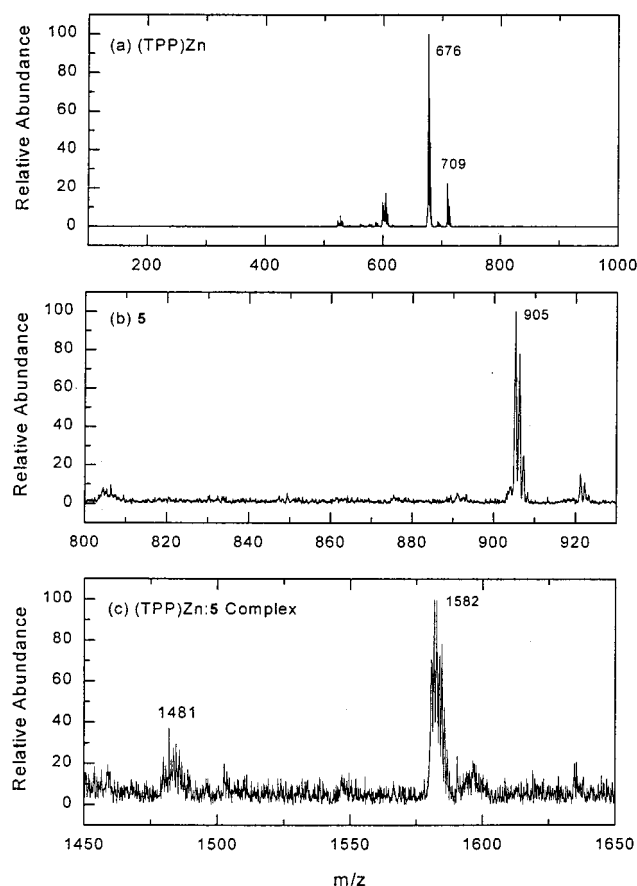 (a) (TPP)Zn
676
709
Relative Abundance
100
80
60
40
20
0
200 400 600 800 1000
(b) 5
905
Relative Abundance
100
80
60
40
20
0
800 820 840 860 880 900 920
(c) (TPP)Zn:5 Complex
1582
1481
Relative Abundance
100
80
60
40
20
0
1450 1500 1550 1600 1650
m/z